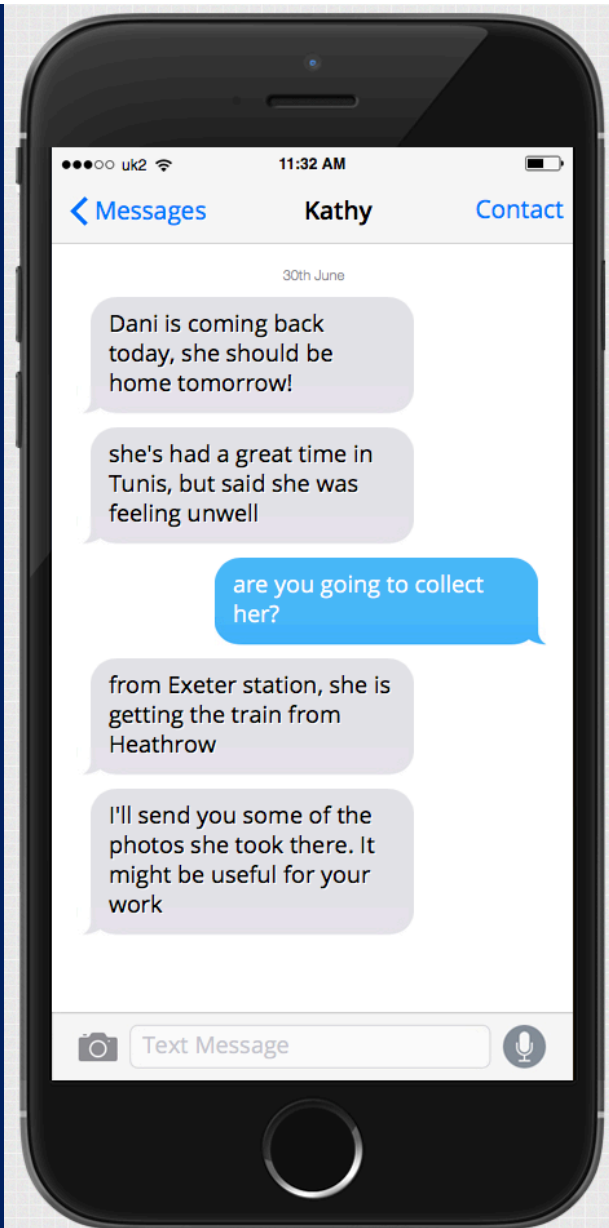 uk2
11:32 AM
Messages
Kathy
Contact
30th June
Dani is coming back
today, she should be
home tomorrow!
she's had a great time in
Tunis, but said she was
feeling unwell
are you going to collect
her?
from Exeter station, she is
getting the train from
Heathrow
I'll send you some of the
photos she took there. It
might be useful for your
work
Text Message